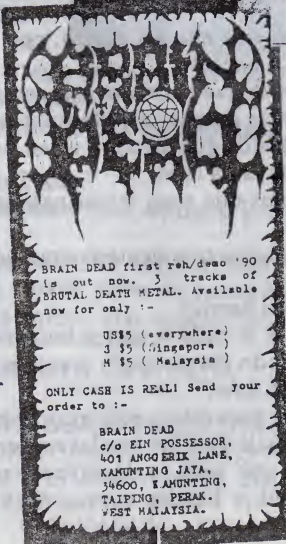 BRAIN DEAD first reh/demo '90
is out now. 3 tracks of
BRUTAL DEATH METAL. Available
now for only :-
US$5 (everywhere)
S $5 (Singapore)
M $5 ( Malaysia )
ONLY CASH IS REAL! Send your
order to :-
BRAIN DEAD
c/o EIN POSSESSOR,
401 ANGGERIK LANE,
KAMUNTING JAYA,
34600, KAMUNTING,
TAIPING, PERAK.
WEST MALAYSIA.